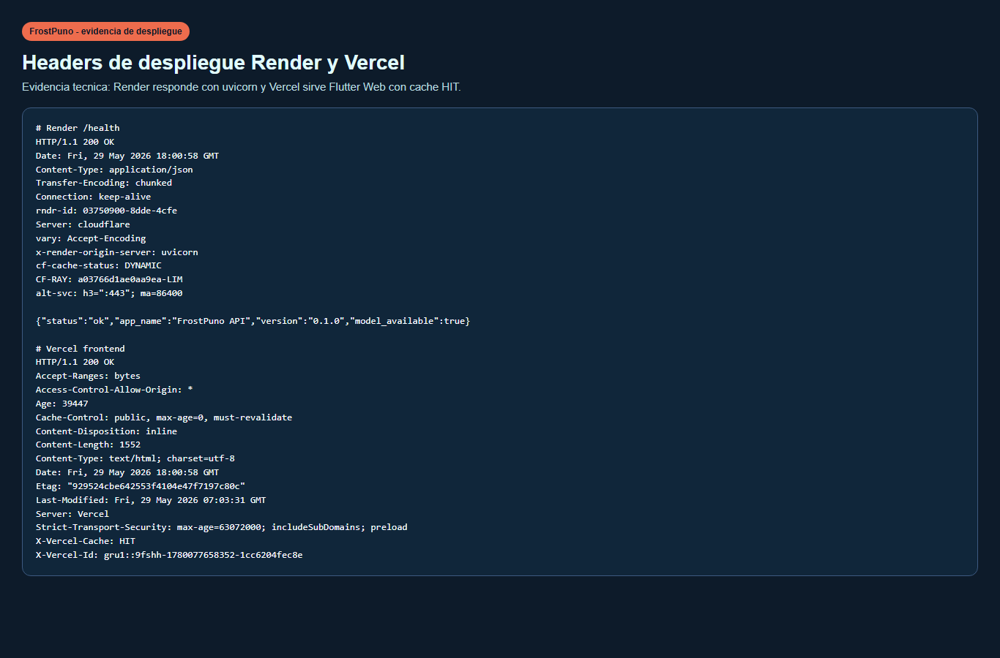 FrostPuno - evidencia de despliegue
Headers de despliegue Render y Vercel
Evidencia tecnica: Render responde con uvicorn y Vercel sirve Flutter Web con cache HIT.
# Render /health
HTTP/1.1 200 OK
Date: Fri, 29 May 2026 18:00:58 GMT
Content-Type: application/json
Transfer-Encoding: chunked
Connection: keep-alive
rndr-id: 03750900-8dde-4cfe
Server: cloudflare
vary: Accept-Encoding
x-render-origin-server: uvicorn
cf-cache-status: DYNAMIC
CF-RAY: a03766d1ae0aa9ea-LIM
alt-svc: h3=":443"; ma=86400
{"status":"ok","app_name":"FrostPuno API","version":"0.1.0","model_available":true}
# Vercel frontend
HTTP/1.1 200 OK
Accept-Ranges: bytes
Access-Control-Allow-Origin: *
Age: 39447
Cache-Control: public, max-age=0, must-revalidate
Content-Disposition: inline
Content-Length: 1552
Content-Type: text/html; charset=utf-8
Date: Fri, 29 May 2026 18:00:58 GMT
Etag: "929524cbe642553f4104e47f7197c80c"
Last-Modified: Fri, 29 May 2026 07:03:31 GMT
Server: Vercel
Strict-Transport-Security: max-age=63072000; includeSubDomains; preload
X-Vercel-Cache: HIT
X-Vercel-Id: gru1::9fshh-1780077658352-1cc6204fec8e